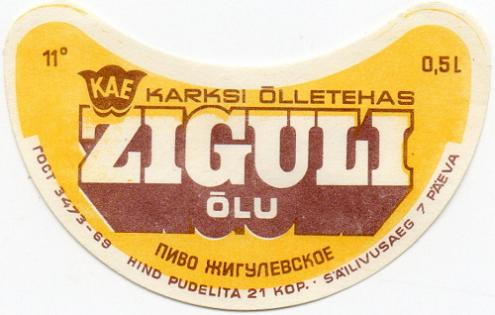 11°
0,5L
KAE
KARKSI ÕLLETEHAS
ZIGULI
ÕLU
ПИВО ЖИГУЛЕВСКОЕ
ГОСТ 3473-69 HIND PUDELITA 21 KOP. · SÄILIVUSAEG 7 PÄEVA